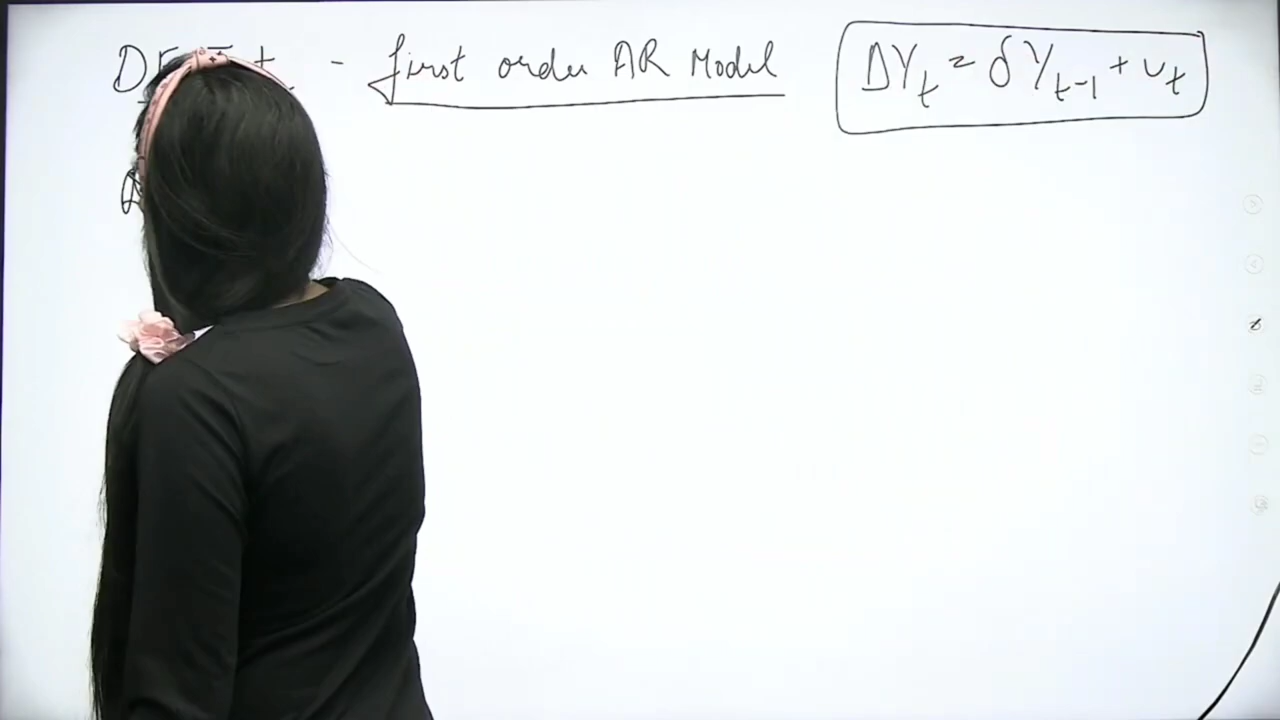 - first order AR Model
ΔY_t = δY_{t-1} + u_t